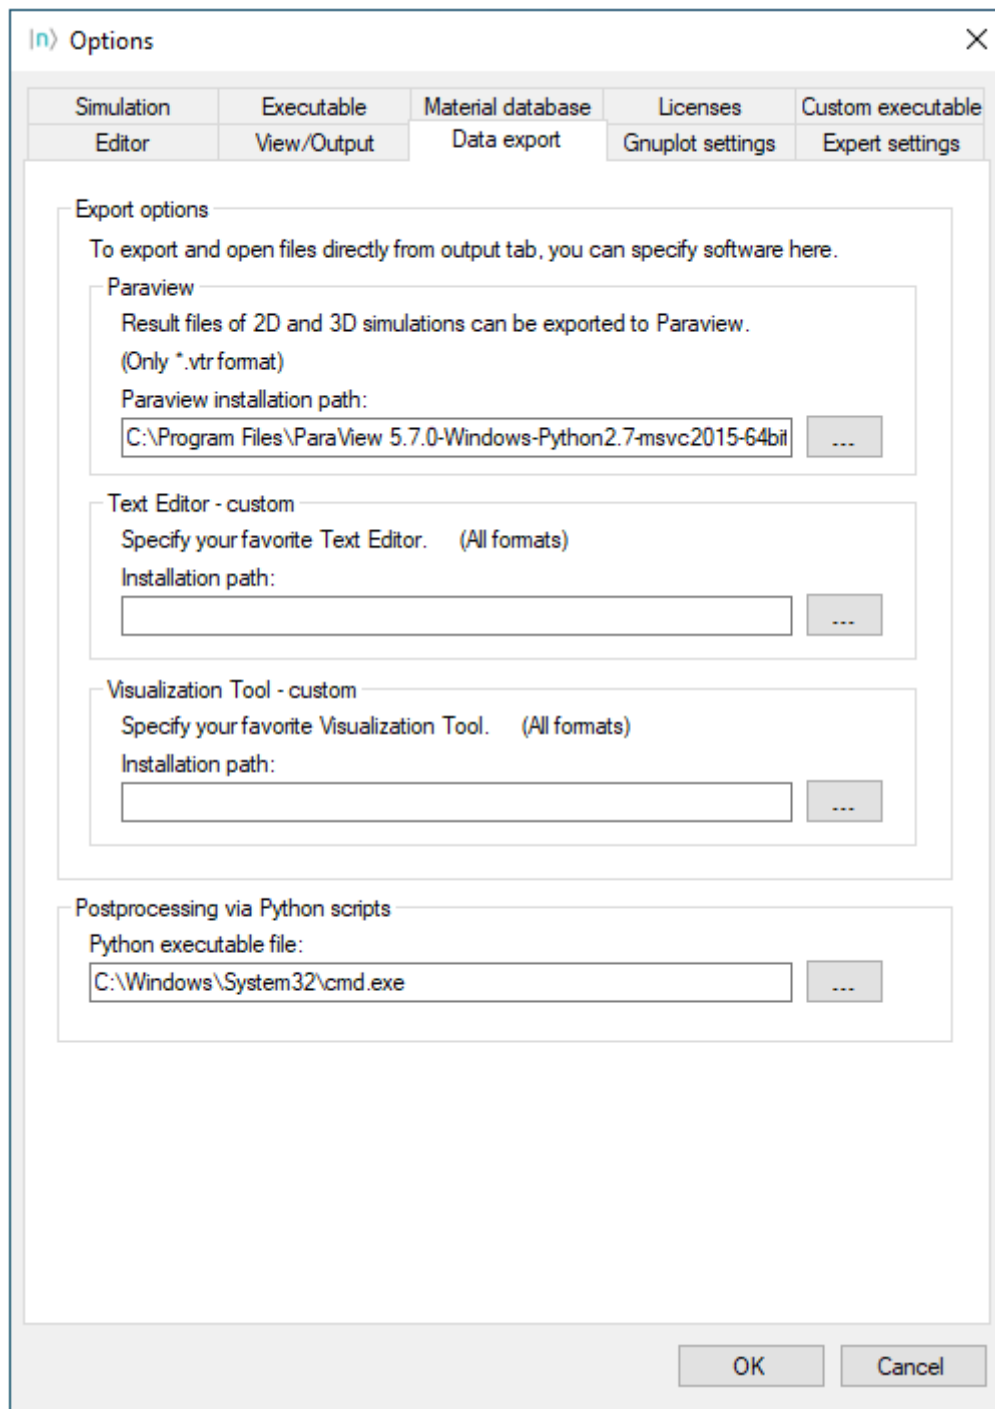 |n⟩ Options
Simulation Executable Material database Licenses Custom executable
Editor View/Output Data export Gnuplot settings Expert settings
Export options
To export and open files directly from output tab, you can specify software here.
Paraview
Result files of 2D and 3D simulations can be exported to Paraview.
(Only *.vtr format)
Paraview installation path:
C:\Program Files\ParaView 5.7.0-Windows-Python2.7-msvc2015-64bit ...
Text Editor - custom
Specify your favorite Text Editor. (All formats)
Installation path:
...
Visualization Tool - custom
Specify your favorite Visualization Tool. (All formats)
Installation path:
...
Postprocessing via Python scripts
Python executable file:
C:\Windows\System32\cmd.exe ...
OK Cancel